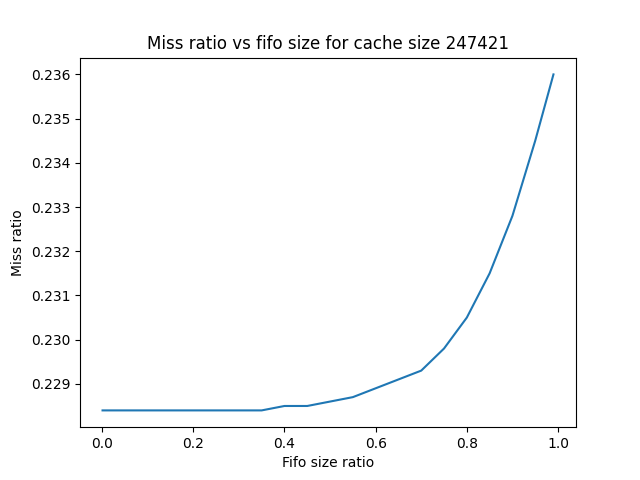 Miss ratio vs fifo size for cache size 247421
0.236
0.235
0.234
0.233
0.232
0.231
0.230
0.229
Miss ratio
0.0 0.2 0.4 0.6 0.8 1.0
Fifo size ratio